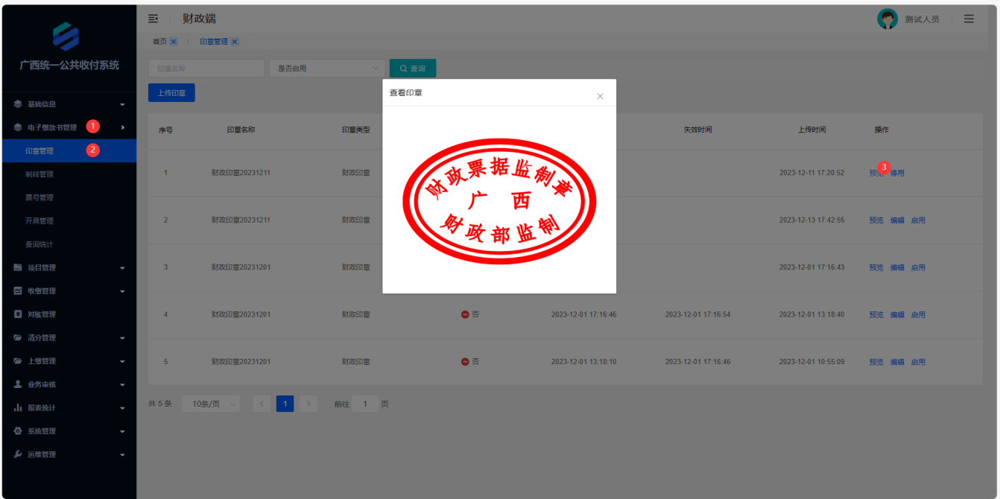 广西统一公共收付系统
基础信息
电子缴款书管理 1
印章管理 2
制样管理
票号管理
开具管理
查询统计
项目管理
收缴管理
对账管理
清分管理
上缴管理
业务审核
报表统计
系统管理
运维管理
财政端
测试人员
首页 印章管理
印章名称 是否启用 查询
上传印章
序号 印章名称 印章类型 失效时间 上传时间 操作
1 财政印章20231211 财政印章 2023-12-11 17:20:52 预览 3 停用
2 财政印章20231211 财政印章 2023-12-13 17:42:55 预览 编辑 启用
3 财政印章20231201 财政印章 2023-12-01 17:16:43 预览 编辑 启用
4 财政印章20231201 财政印章 否 2023-12-01 17:16:46 2023-12-01 17:16:54 2023-12-01 13:18:40 预览 编辑 启用
5 财政印章20231201 财政印章 否 2023-12-01 13:18:10 2023-12-01 17:16:46 2023-12-01 10:55:09 预览 编辑 启用
共 5 条 10条/页 1 前往 1 页
查看印章
财政票据监制章
广 西
财政部监制